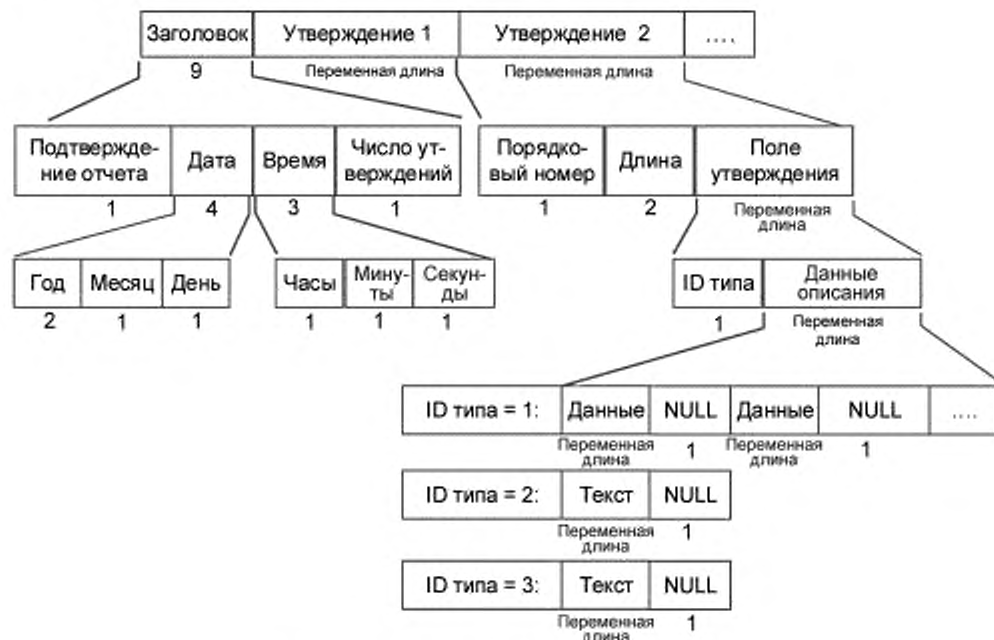 Заголовок Утверждение 1 Утверждение 2 ....
9 Переменная длина Переменная длина
Подтвержде-
ние отчета
Дата
Время
Число ут-
верждений
Порядко-
вый номер
Длина
Поле
утверждения
1 4 3 1 1 2 Переменная
длина
Год Месяц День
Часы
Мину-
ты
Секун-
ды
ID типа
Данные
описания
2 1 1 1 1 1 1 Переменная
длина
ID типа = 1: Данные NULL Данные NULL ....
Переменная
длина
1
Переменная
длина
1
ID типа = 2: Текст NULL
Переменная
длина
1
ID типа = 3: Текст NULL
Переменная
длина
1